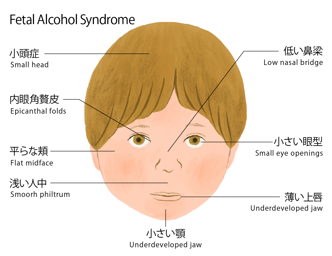 Fetal Alcohol Syndrome
小頭症
Small head
低い鼻梁
Low nasal bridge
内眼角贅皮
Epicanthal folds
小さい眼型
Small eye openings
平らな頬
Flat midface
浅い人中
Smoorh philtrum
薄い上唇
Underdeveloped jaw
小さい顎
Underdeveloped jaw